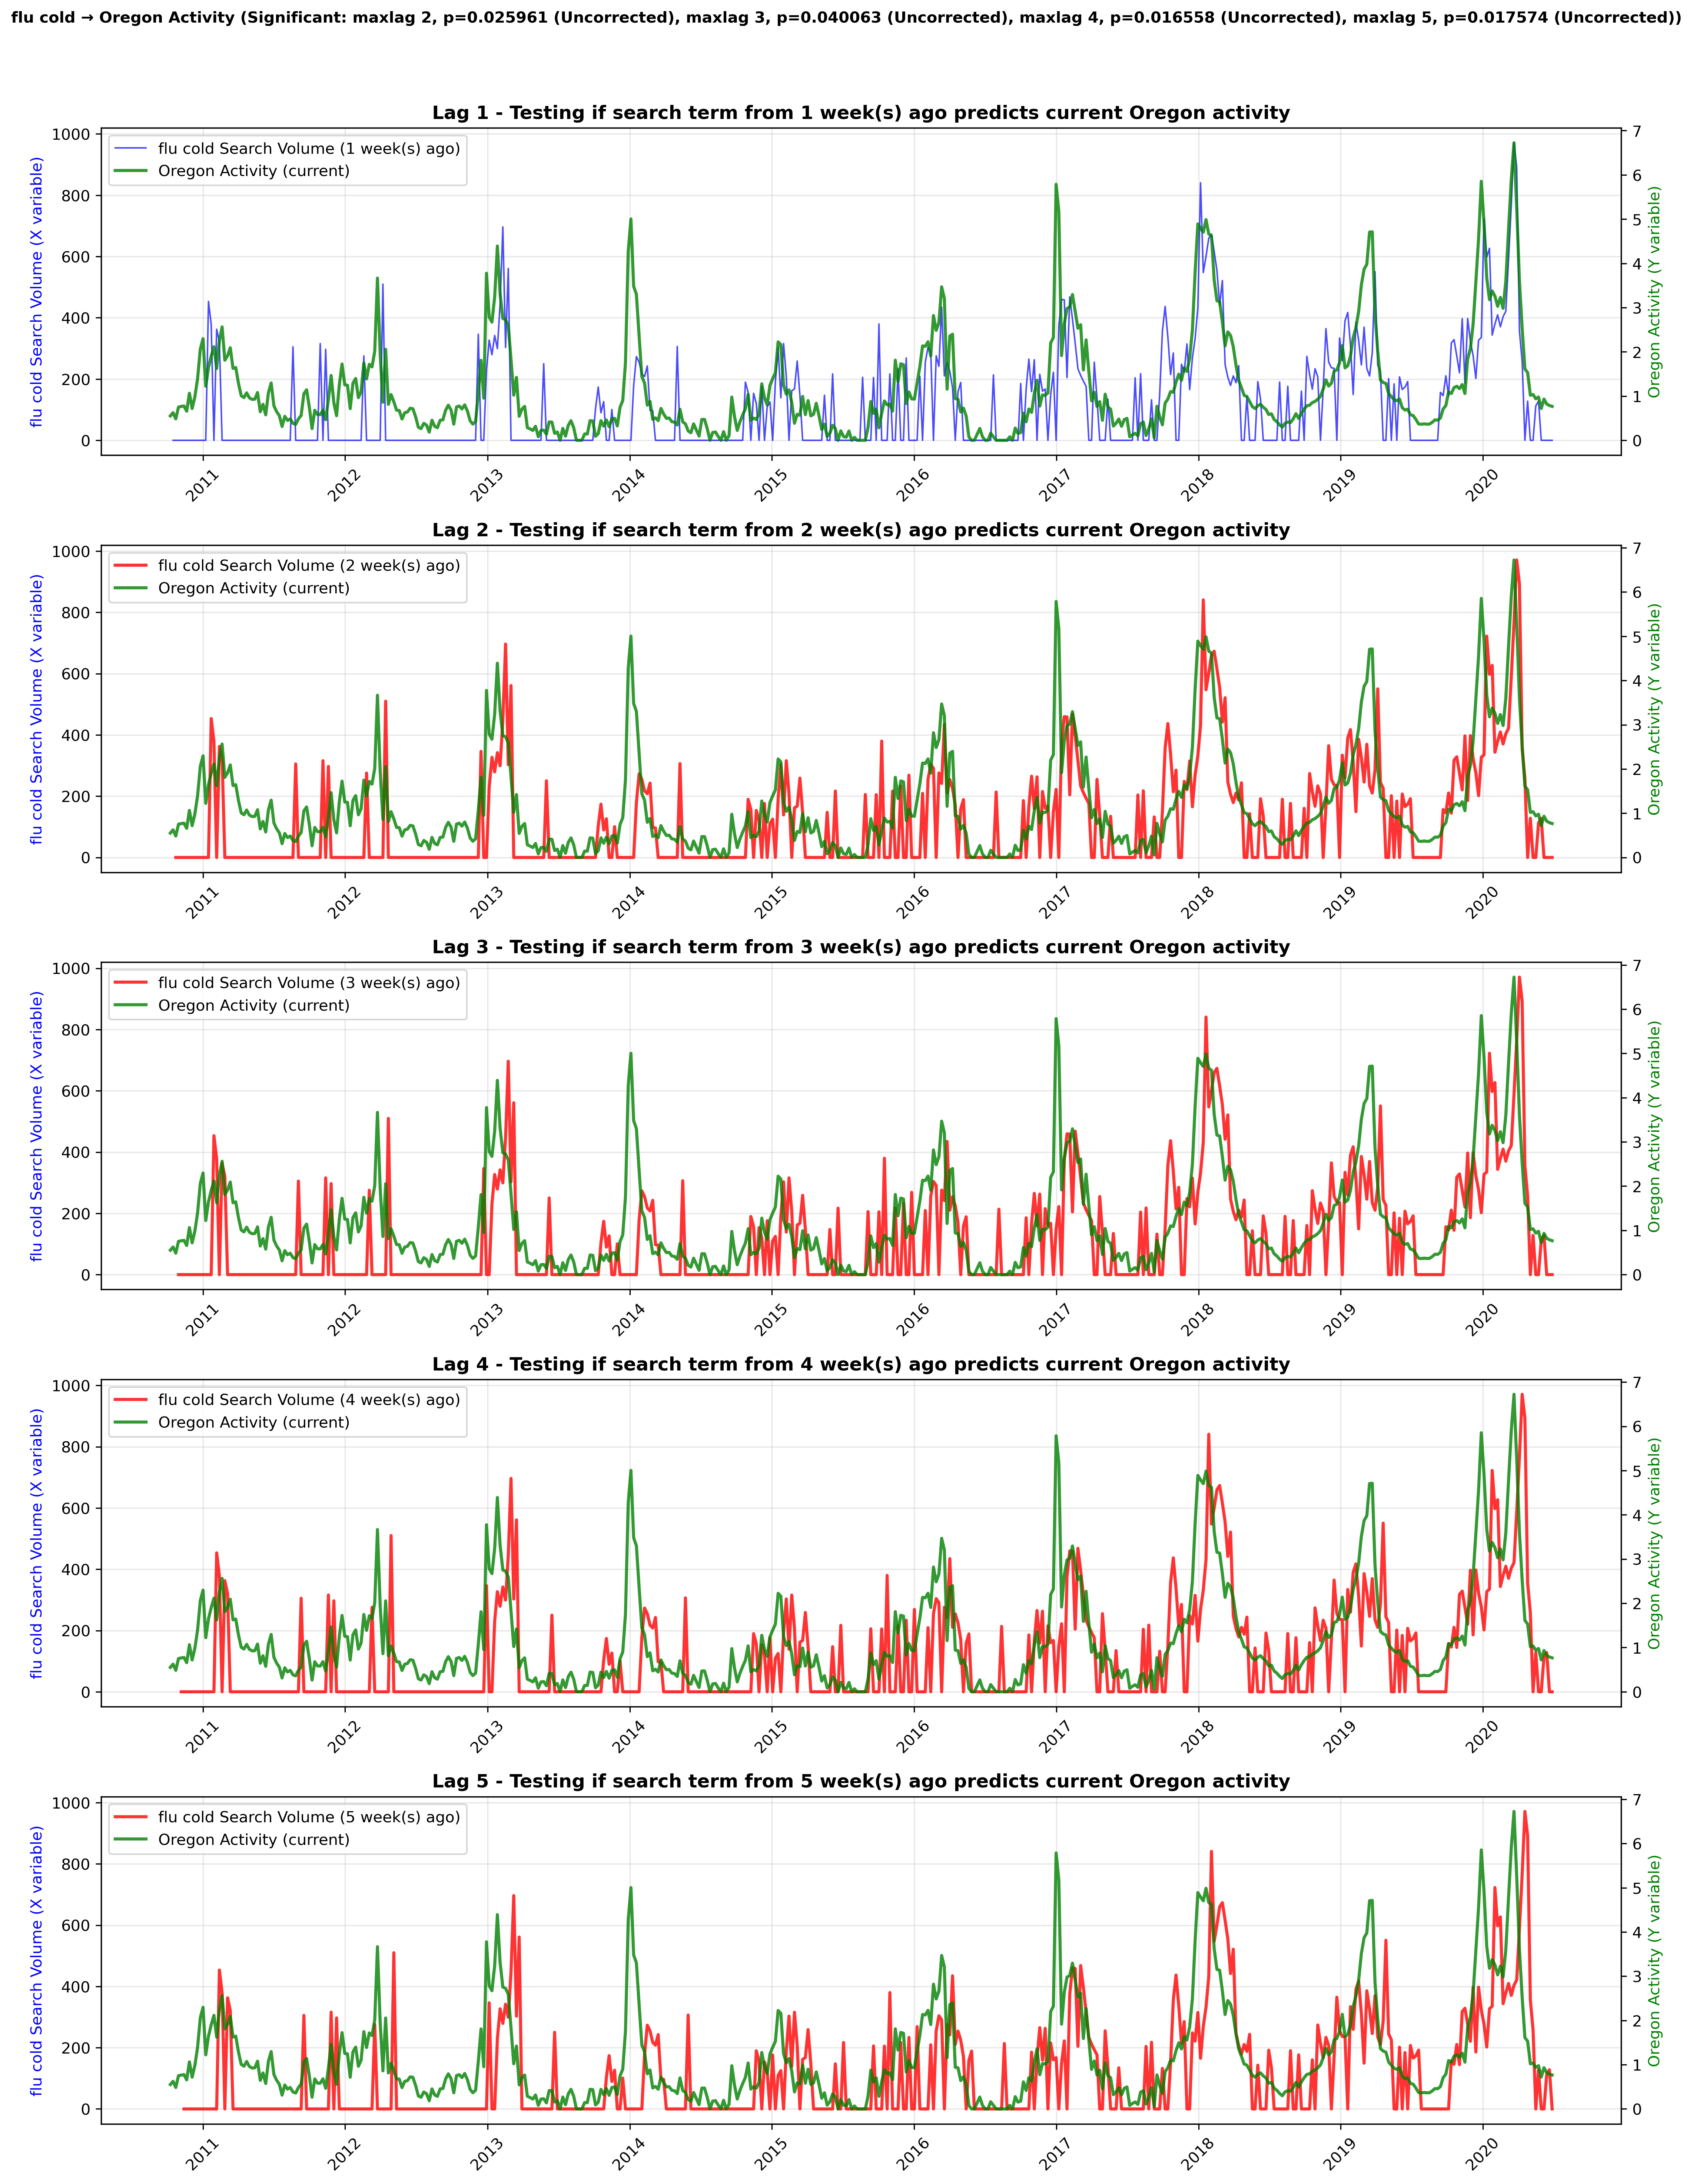 flu cold → Oregon Activity (Significant: maxlag 2, p=0.025961 (Uncorrected), maxlag 3, p=0.040063 (Uncorrected), maxlag 4, p=0.016558 (Uncorrected), maxlag 5, p=0.017574 (Uncorrected))
Lag 1 - Testing if search term from 1 week(s) ago predicts current Oregon activity
flu cold Search Volume (1 week(s) ago)
Oregon Activity (current)
flu cold Search Volume (X variable)
1000
800
600
400
200
0
7
6
5
4
3
2
1
0
Oregon Activity (Y variable)
2011 2012 2013 2014 2015 2016 2017 2018 2019 2020
Lag 2 - Testing if search term from 2 week(s) ago predicts current Oregon activity
flu cold Search Volume (2 week(s) ago)
Oregon Activity (current)
flu cold Search Volume (X variable)
1000
800
600
400
200
0
7
6
5
4
3
2
1
0
Oregon Activity (Y variable)
2011 2012 2013 2014 2015 2016 2017 2018 2019 2020
Lag 3 - Testing if search term from 3 week(s) ago predicts current Oregon activity
flu cold Search Volume (3 week(s) ago)
Oregon Activity (current)
flu cold Search Volume (X variable)
1000
800
600
400
200
0
7
6
5
4
3
2
1
0
Oregon Activity (Y variable)
2011 2012 2013 2014 2015 2016 2017 2018 2019 2020
Lag 4 - Testing if search term from 4 week(s) ago predicts current Oregon activity
flu cold Search Volume (4 week(s) ago)
Oregon Activity (current)
flu cold Search Volume (X variable)
1000
800
600
400
200
0
7
6
5
4
3
2
1
0
Oregon Activity (Y variable)
2011 2012 2013 2014 2015 2016 2017 2018 2019 2020
Lag 5 - Testing if search term from 5 week(s) ago predicts current Oregon activity
flu cold Search Volume (5 week(s) ago)
Oregon Activity (current)
flu cold Search Volume (X variable)
1000
800
600
400
200
0
7
6
5
4
3
2
1
0
Oregon Activity (Y variable)
2011 2012 2013 2014 2015 2016 2017 2018 2019 2020